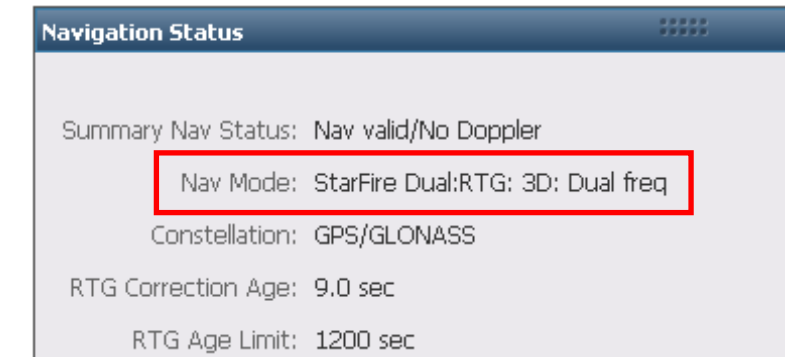 Navigation Status
Summary Nav Status: Nav valid/No Doppler
Nav Mode: StarFire Dual:RTG: 3D: Dual freq
Constellation: GPS/GLONASS
RTG Correction Age: 9.0 sec
RTG Age Limit: 1200 sec